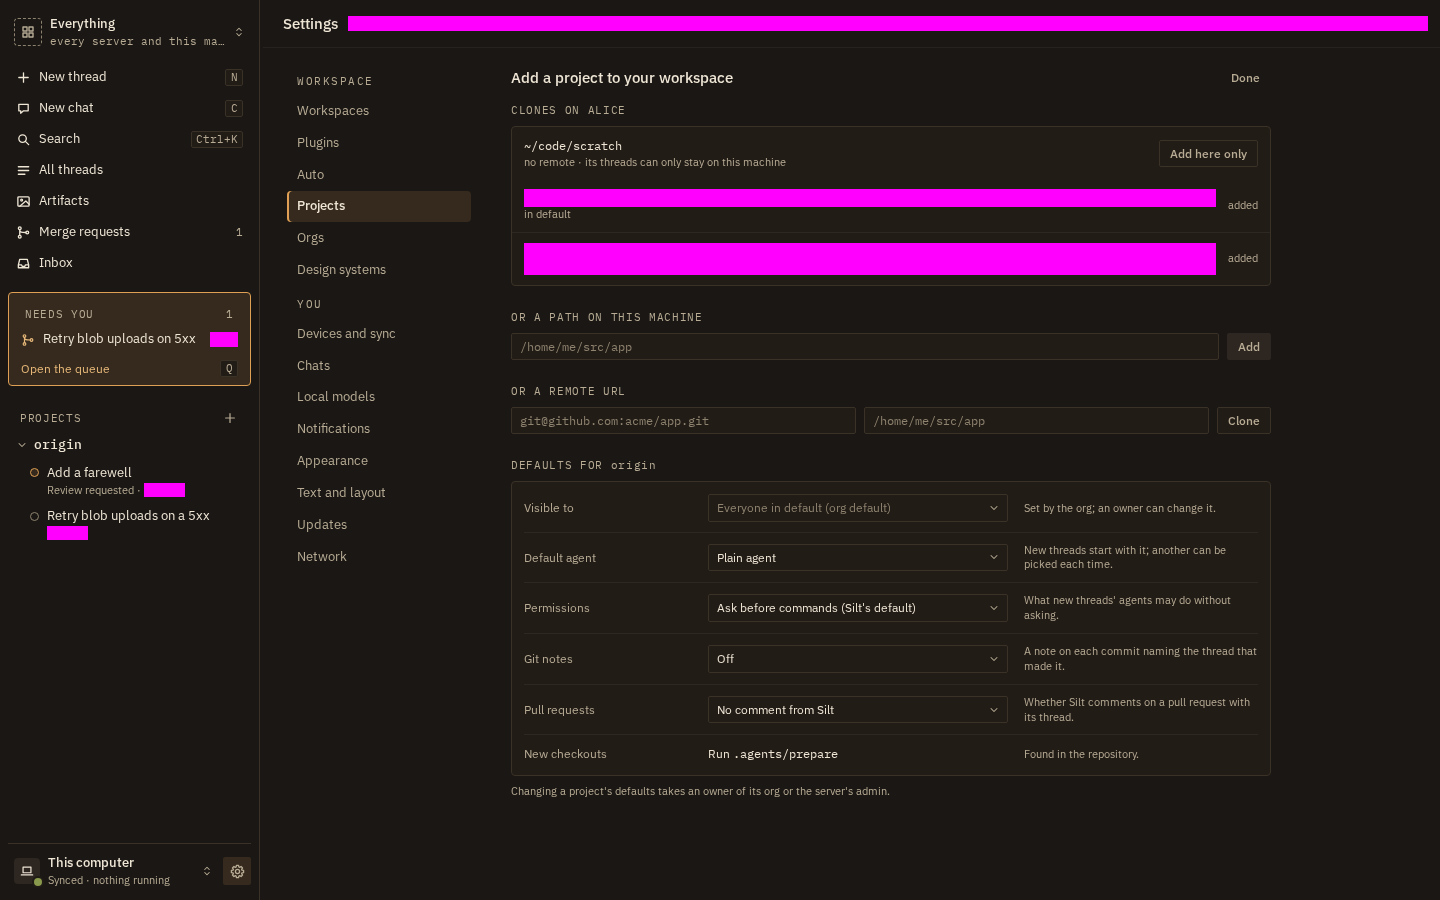 Everything
every server and this ma…
New thread N
New chat C
Search Ctrl+K
All threads
Artifacts
Merge requests 1
Inbox
NEEDS YOU 1
Retry blob uploads on 5xx
Open the queue Q
PROJECTS
origin
Add a farewell
Review requested ·
Retry blob uploads on a 5xx
This computer
Synced · nothing running
Settings
WORKSPACE
Workspaces
Plugins
Auto
Projects
Orgs
Design systems
YOU
Devices and sync
Chats
Local models
Notifications
Appearance
Text and layout
Updates
Network
Add a project to your workspace Done
CLONES ON ALICE
~/code/scratch
no remote · its threads can only stay on this machine
Add here only
added
in default
added
OR A PATH ON THIS MACHINE
/home/me/src/app Add
OR A REMOTE URL
git@github.com:acme/app.git /home/me/src/app Clone
DEFAULTS FOR origin
Visible to Everyone in default (org default) Set by the org; an owner can change it.
Default agent Plain agent New threads start with it; another can be
picked each time.
Permissions Ask before commands (Silt's default) What new threads' agents may do without
asking.
Git notes Off A note on each commit naming the thread that
made it.
Pull requests No comment from Silt Whether Silt comments on a pull request with
its thread.
New checkouts Run .agents/prepare Found in the repository.
Changing a project's defaults takes an owner of its org or the server's admin.